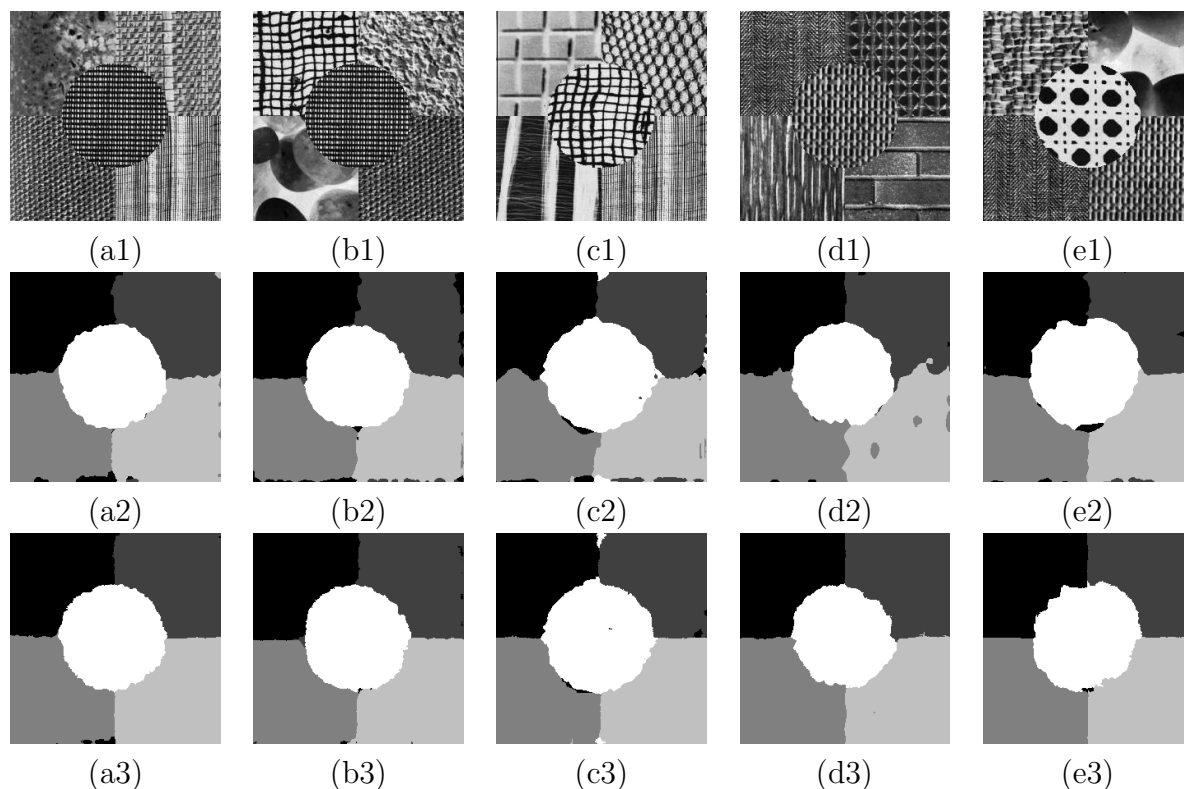 (a1) (b1) (c1) (d1) (e1)
(a2) (b2) (c2) (d2) (e2)
(a3) (b3) (c3) (d3) (e3)